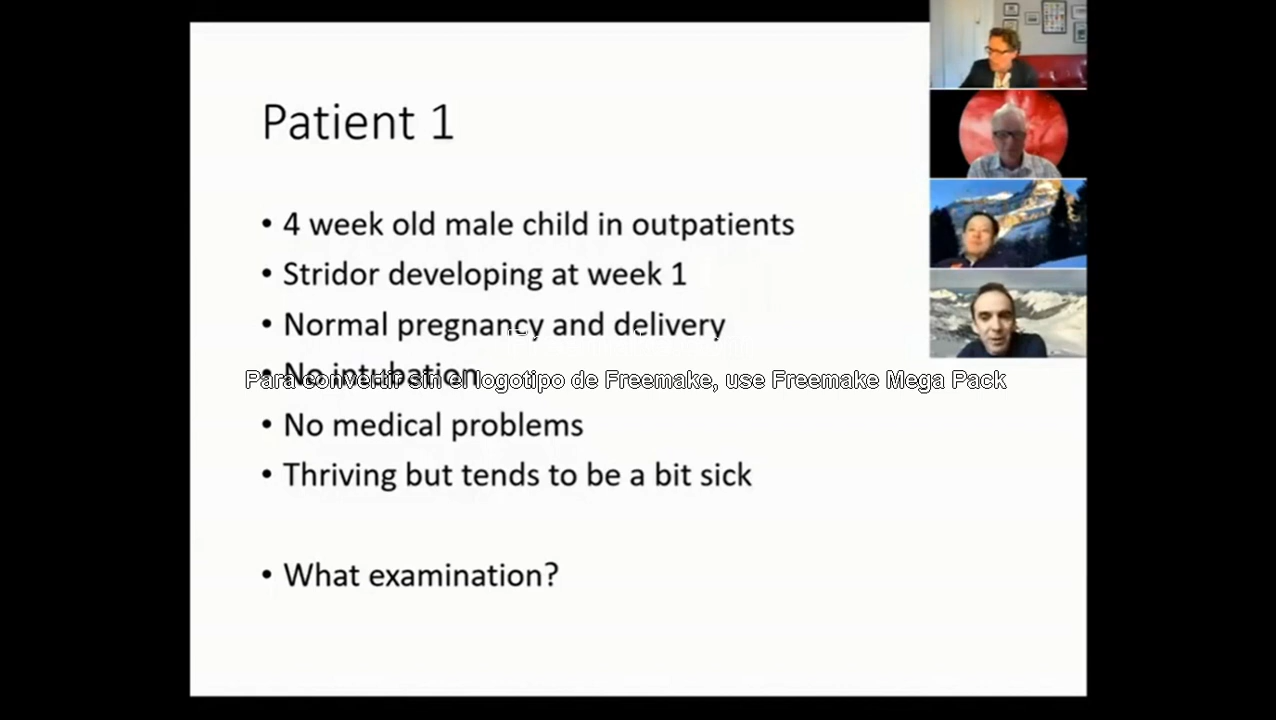 Patient 1
• 4 week old male child in outpatients
• Stridor developing at week 1
• Normal pregnancy and delivery
• No intubation
Para convertir sin el logotipo de Freemake, use Freemake Mega Pack
• No medical problems
• Thriving but tends to be a bit sick
• What examination?